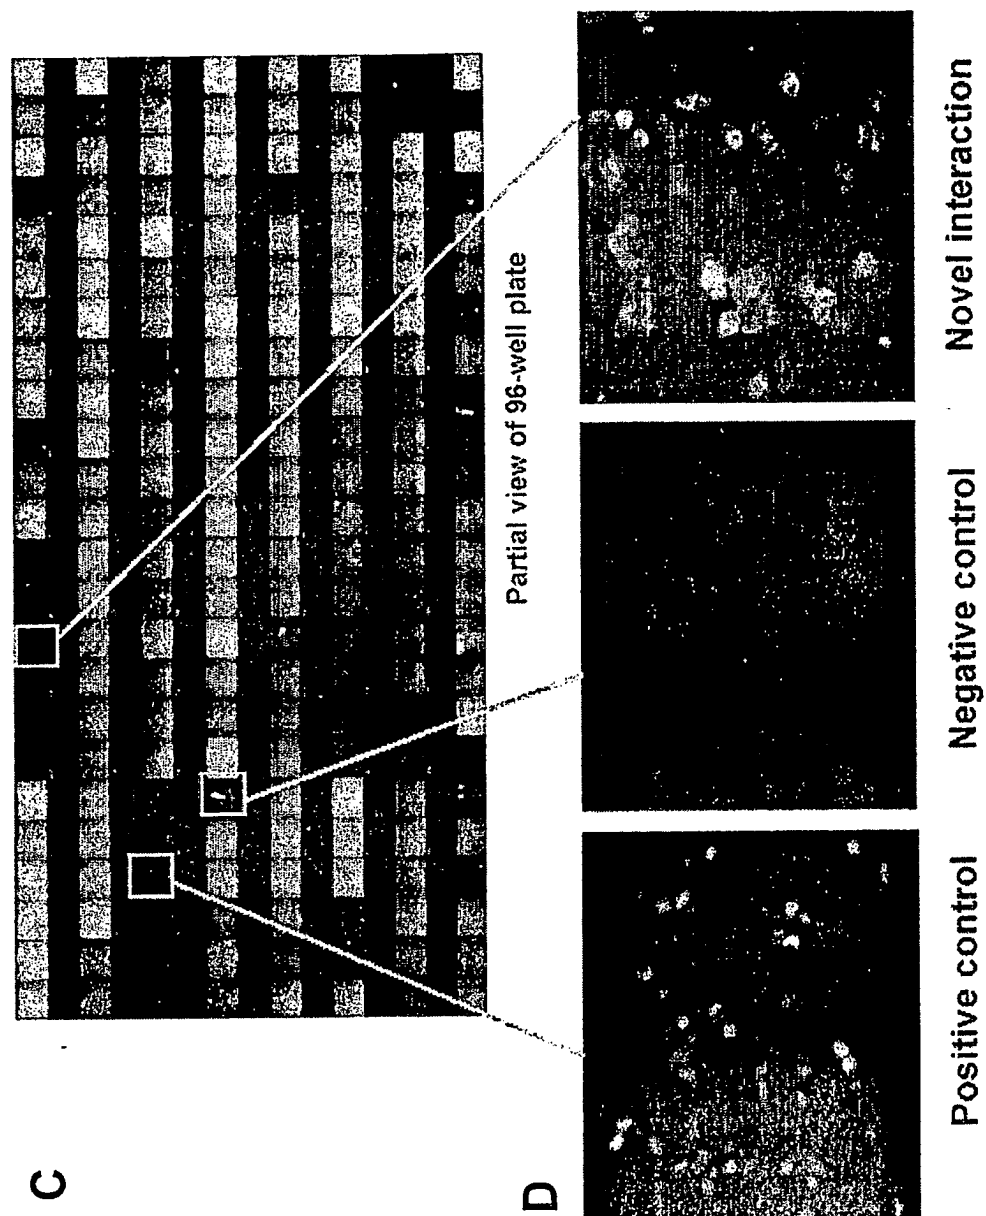 C
Partial view of 96-well plate
D
Positive control
Negative control
Novel interaction